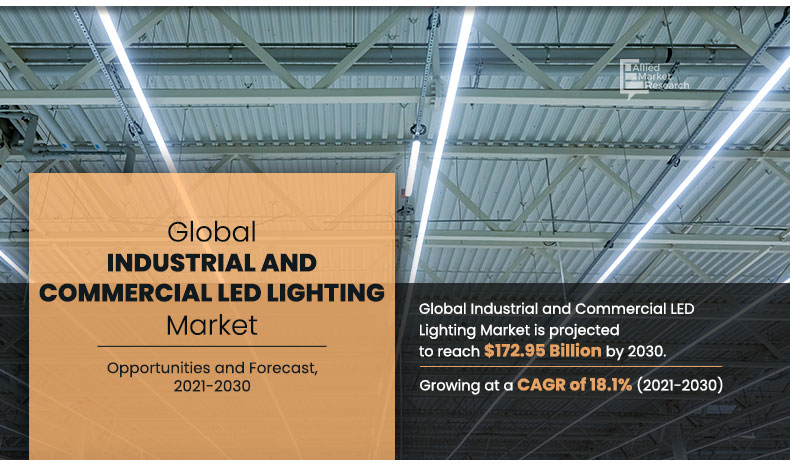 Allied
Market
Research
Global
INDUSTRIAL AND
COMMERCIAL LED LIGHTING
Market
Opportunities and Forecast,
2021-2030
Global Industrial and Commercial LED
Lighting Market is projected
to reach $172.95 Billion by 2030.
Growing at a CAGR of 18.1% (2021-2030)